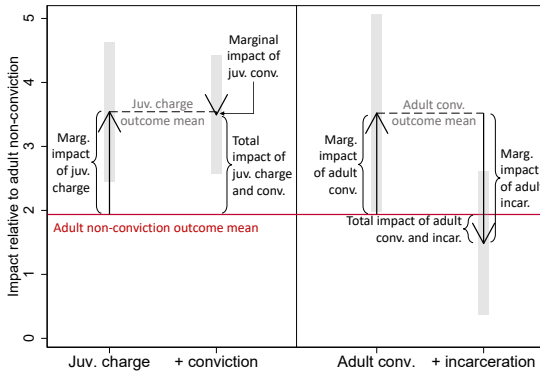 Impact relative to adult non-conviction
5
4
3
2
1
0
Marginal
impact of
juv. conv.
Juv. charge
outcome mean
Marg.
impact
of juv.
charge
Total
impact of
juv. charge
and conv.
Adult non-conviction outcome mean
Adult conv.
outcome mean
Marg.
impact
of adult
conv.
Marg.
impact
of adult
incar.
Total impact of adult
conv. and incar.
Juv. charge
+ conviction
Adult conv.
+ incarceration